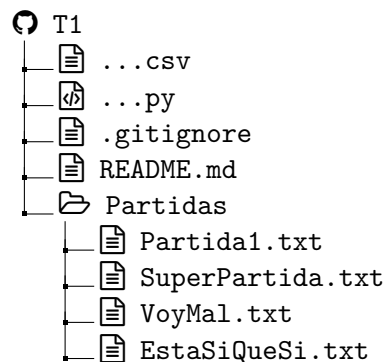 T1
...csv
...py
.gitignore
README.md
Partidas
Partida1.txt
SuperPartida.txt
VoyMal.txt
EstaSiQueSi.txt